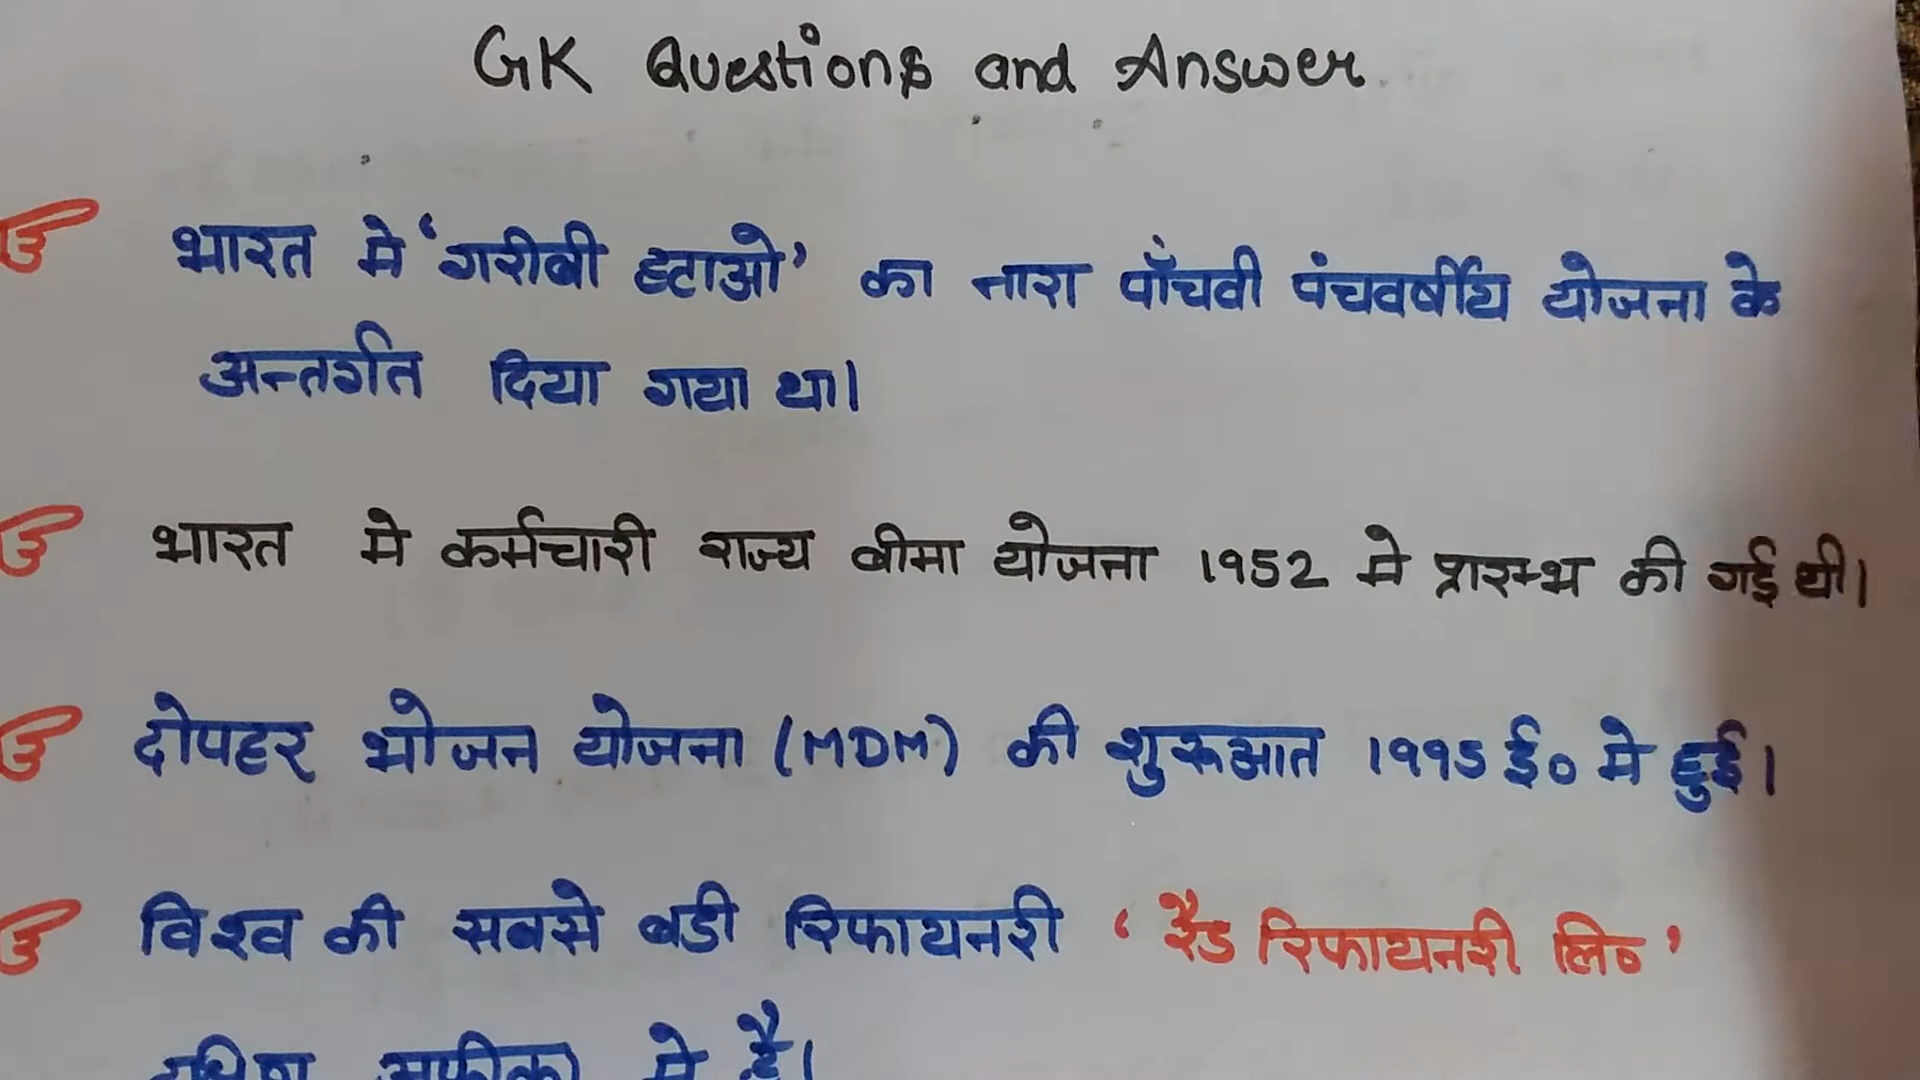 GK Questions and Answer
भारत मे ‘गरीबी हटाओ’ का नारा पाँचवी पंचवर्षीय योजना के
अन्तर्गत दिया गया था।
भारत मे कर्मचारी राज्य बीमा योजना 1952 मे प्रारम्भ की गई थी।
दोपहर भोजन योजना (MDM) की शुरूआत 1995 ई० मे हुई।
विश्व की सबसे बडी रिफायनरी ‘रैंड रिफायनरी लि०’
मे है।